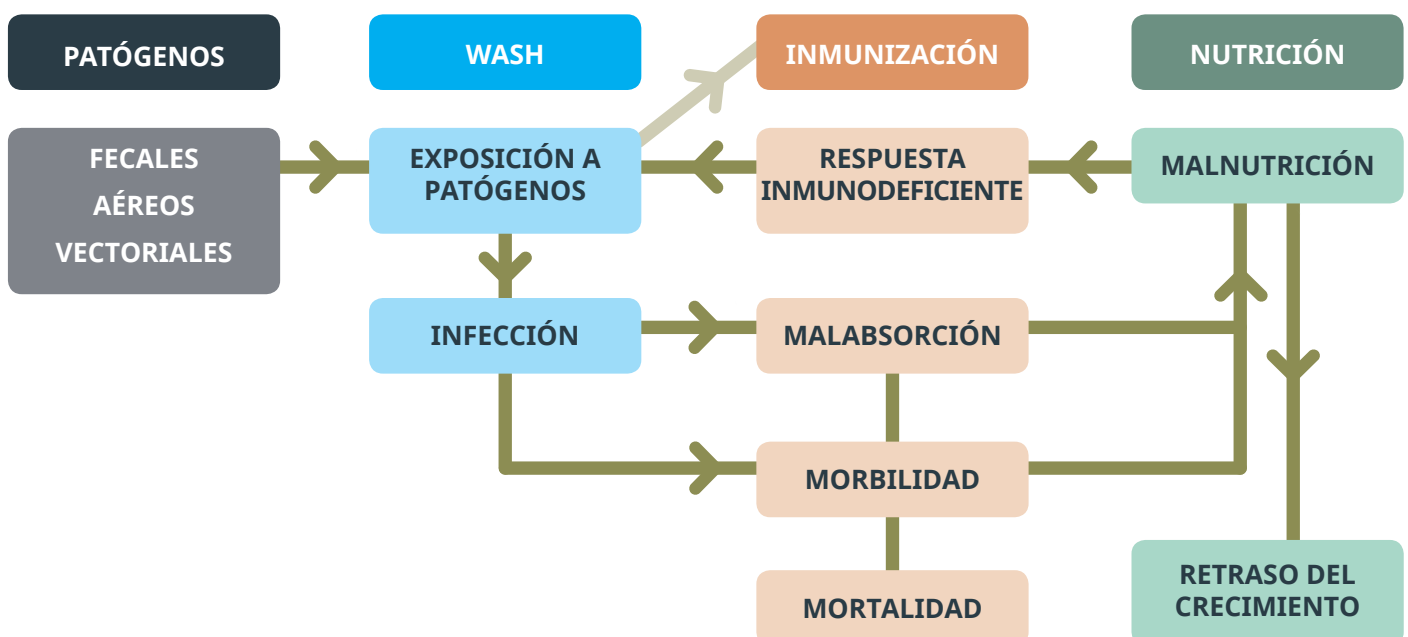 PATÓGENOS
WASH
INMUNIZACIÓN
NUTRICIÓN
FECALES
AÉREOS
VECTORIALES
EXPOSICIÓN A
PATÓGENOS
RESPUESTA
INMUNODEFICIENTE
MALNUTRICIÓN
INFECCIÓN
MALABSORCIÓN
MORBILIDAD
MORTALIDAD
RETRASO DEL
CRECIMIENTO